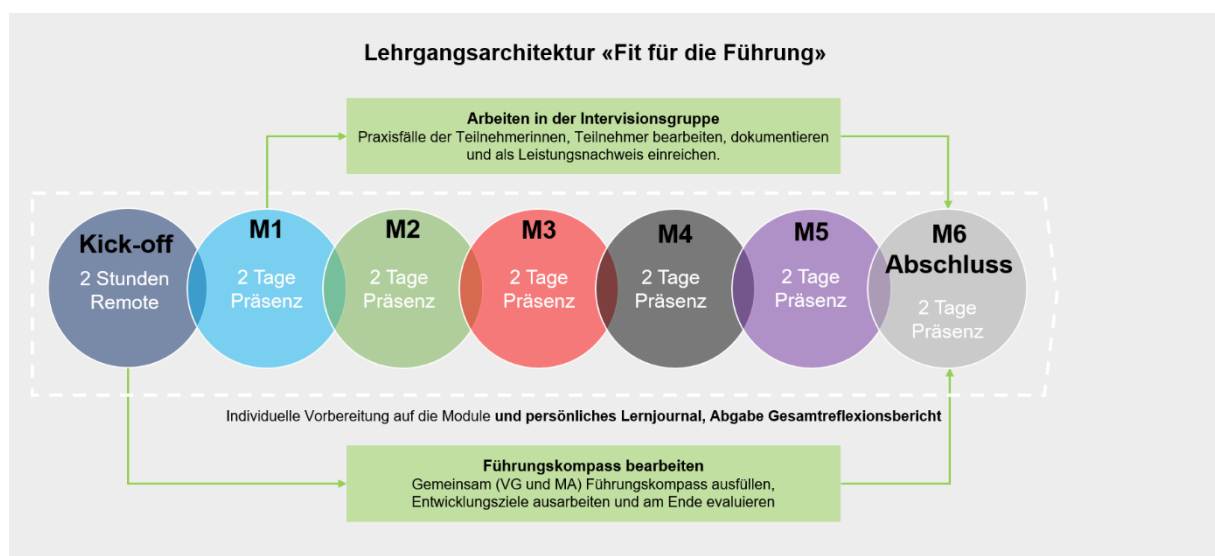 Lehrgangsarchitektur «Fit für die Führung»
Arbeiten in der Intervisionsgruppe
Praxisfälle der Teilnehmerinnen, Teilnehmer bearbeiten, dokumentieren
und als Leistungsnachweis einreichen.
Kick-off
2 Stunden
Remote
M1
2 Tage
Präsenz
M2
2 Tage
Präsenz
M3
2 Tage
Präsenz
M4
2 Tage
Präsenz
M5
2 Tage
Präsenz
M6
Abschluss
2 Tage
Präsenz
Individuelle Vorbereitung auf die Module und persönliches Lernjournal, Abgabe Gesamtreflexionsbericht
Führungskompass bearbeiten
Gemeinsam (VG und MA) Führungskompass ausfüllen,
Entwicklungsziele ausarbeiten und am Ende evaluieren